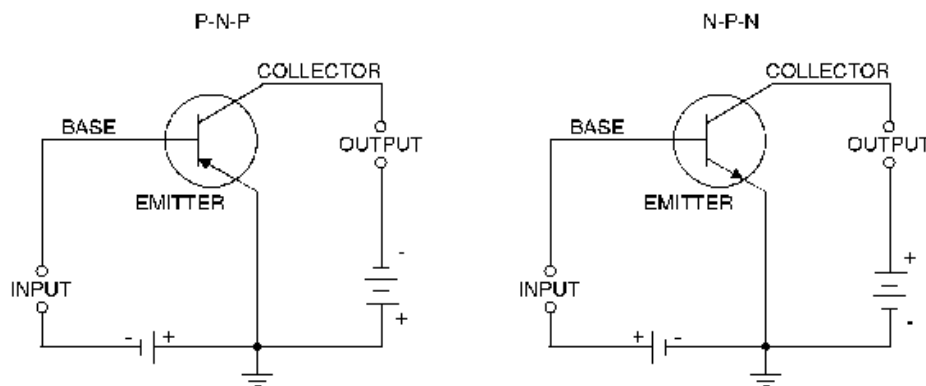 P-N-P
N-P-N
COLLECTOR
COLLECTOR
BASE
OUTPUT
BASE
OUTPUT
EMITTER
EMITTER
-
+
INPUT
INPUT
+
-
- +
+ -